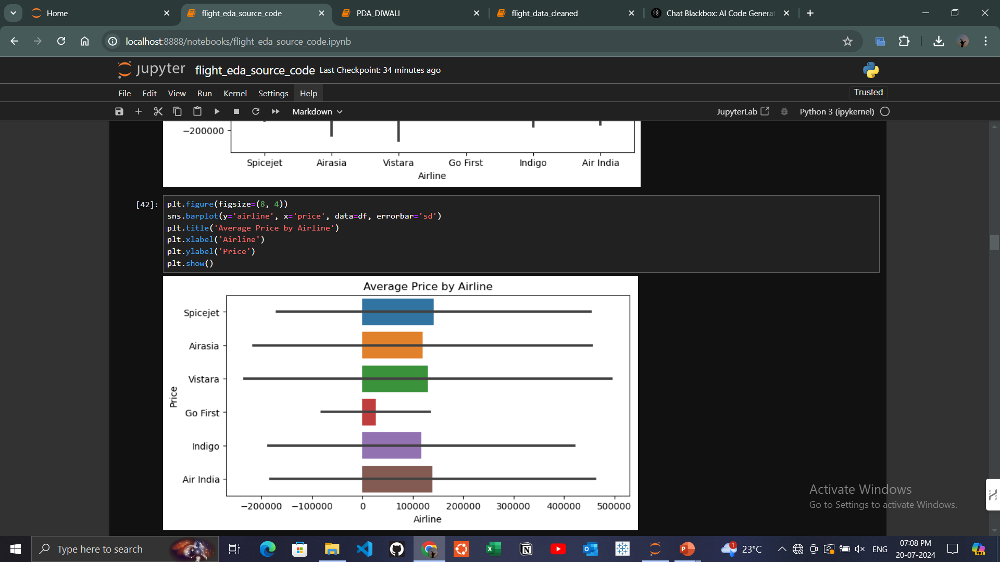 Home
flight_eda_source_code
PDA_DIWALI
flight_data_cleaned
Chat Blackbox: AI Code Generat
localhost:8888/notebooks/flight_eda_source_code.ipynb
jupyter flight_eda_source_code Last Checkpoint: 34 minutes ago
File Edit View Run Kernel Settings Help Trusted
Markdown JupyterLab Python 3 (ipykernel)
−200000
Spicejet Airasia Vistara Go First Indigo Air India
Airline
[42]: plt.figure(figsize=(8, 4))
sns.barplot(y='airline', x='price', data=df, errorbar='sd')
plt.title('Average Price by Airline')
plt.xlabel('Airline')
plt.ylabel('Price')
plt.show()
Average Price by Airline
Spicejet
Airasia
Vistara
Price
Go First
Indigo
Air India
−200000 −100000 0 100000 200000 300000 400000 500000
Airline
Activate Windows
Go to Settings to activate Windows.
Type here to search
1
23°C
ENG
07:08 PM
20-07-2024
PRE